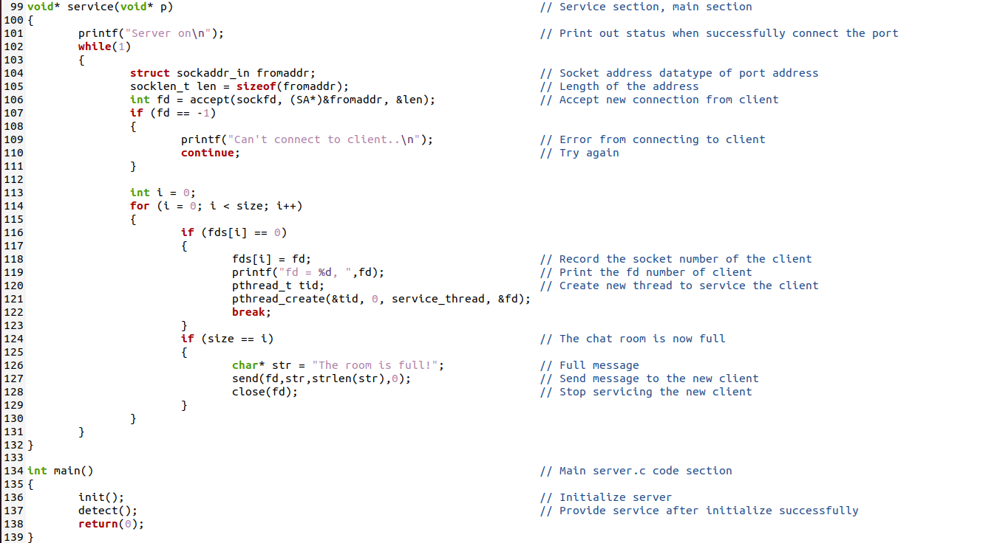 99 void* service(void* p) // Service section, main section
100 {
101 printf("Server on\n"); // Print out status when successfully connect the port
102 while(1)
103 {
104 struct sockaddr_in fromaddr; // Socket address datatype of port address
105 socklen_t len = sizeof(fromaddr); // Length of the address
106 int fd = accept(sockfd, (SA*)&fromaddr, &len); // Accept new connection from client
107 if (fd == -1)
108 {
109 printf("Can't connect to client..\n"); // Error from connecting to client
110 continue; // Try again
111 }
112
113 int i = 0;
114 for (i = 0; i < size; i++)
115 {
116 if (fds[i] == 0)
117 {
118 fds[i] = fd; // Record the socket number of the client
119 printf("fd = %d, ",fd); // Print the fd number of client
120 pthread_t tid; // Create new thread to service the client
121 pthread_create(&tid, 0, service_thread, &fd);
122 break;
123 }
124 if (size == i) // The chat room is now full
125 {
126 char* str = "The room is full!"; // Full message
127 send(fd,str,strlen(str),0); // Send message to the new client
128 close(fd); // Stop servicing the new client
129 }
130 }
131 }
132 }
133
134 int main() // Main server.c code section
135 {
136 init(); // Initialize server
137 detect(); // Provide service after initialize successfully
138 return(0);
139 }